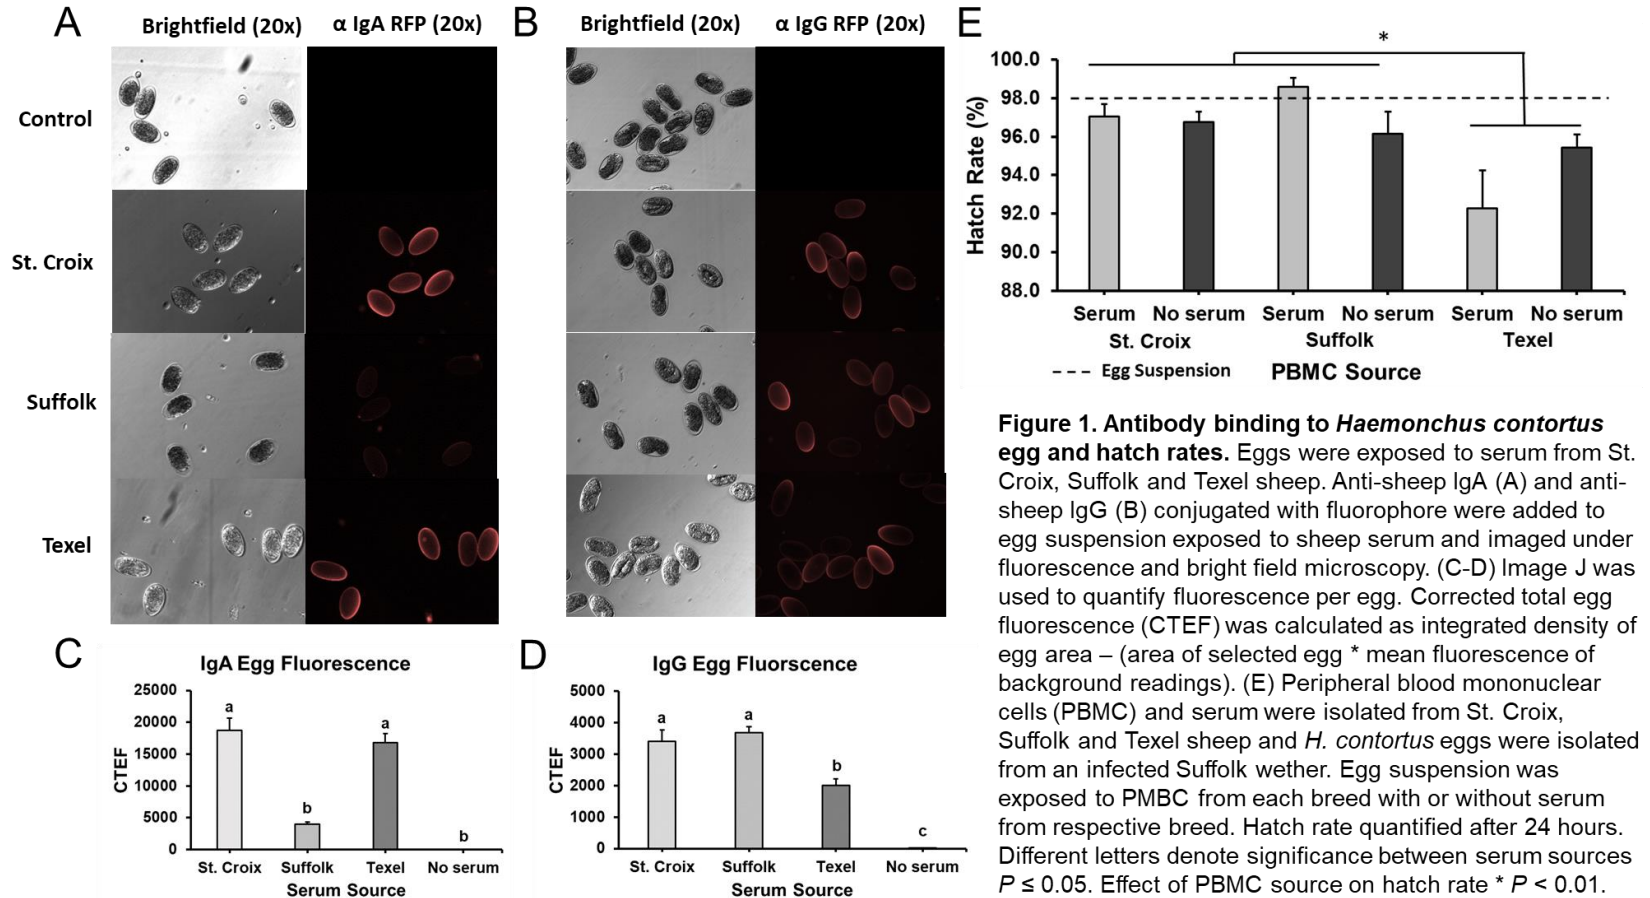 A
Brightfield (20x)
α IgA RFP (20x)
Control
St. Croix
Suffolk
Texel
B
Brightfield (20x)
α IgG RFP (20x)
C
IgA Egg Fluorescence
CTEF
25000
20000
15000
10000
5000
0
a
b
a
b
St. Croix
Suffolk
Texel
No serum
Serum Source
D
IgG Egg Fluorscence
CTEF
5000
4000
3000
2000
1000
0
a
a
b
c
St. Croix
Suffolk
Texel
No serum
Serum Source
E
*
Hatch Rate (%)
100.0
98.0
96.0
94.0
92.0
90.0
88.0
Serum No serum Serum No serum Serum No serum
St. Croix Suffolk Texel
--- Egg Suspension
PBMC Source
Figure 1. Antibody binding to Haemonchus contortus
egg and hatch rates. Eggs were exposed to serum from St.
Croix, Suffolk and Texel sheep. Anti-sheep IgA (A) and anti-
sheep IgG (B) conjugated with fluorophore were added to
egg suspension exposed to sheep serum and imaged under
fluorescence and bright field microscopy. (C-D) Image J was
used to quantify fluorescence per egg. Corrected total egg
fluorescence (CTEF) was calculated as integrated density of
egg area – (area of selected egg * mean fluorescence of
background readings). (E) Peripheral blood mononuclear
cells (PBMC) and serum were isolated from St. Croix,
Suffolk and Texel sheep and H. contortus eggs were isolated
from an infected Suffolk wether. Egg suspension was
exposed to PMBC from each breed with or without serum
from respective breed. Hatch rate quantified after 24 hours.
Different letters denote significance between serum sources
P ≤ 0.05. Effect of PBMC source on hatch rate * P < 0.01.